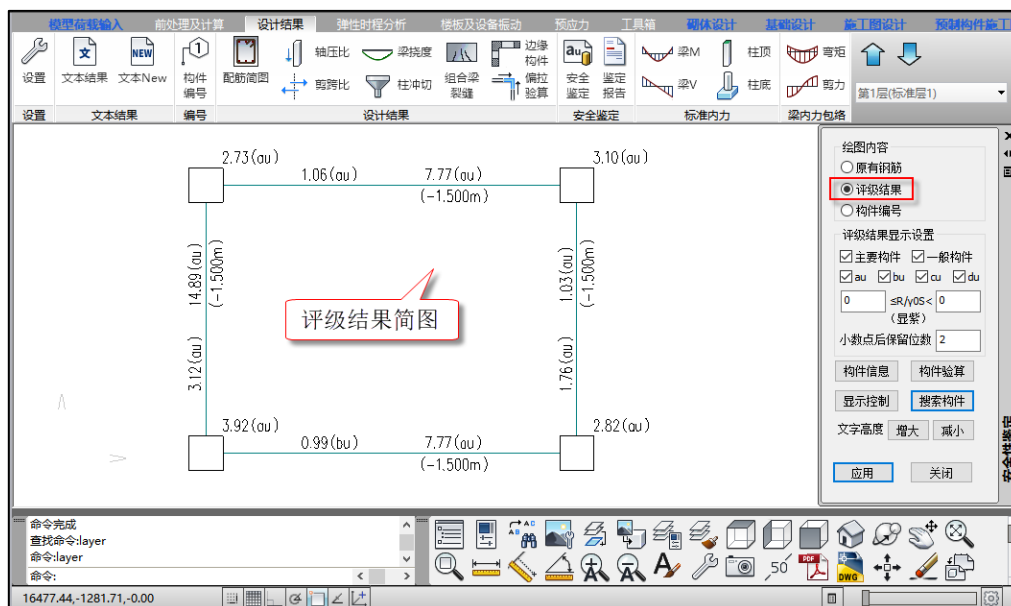 模型荷载输入 前处理及计算 设计结果 弹性时程分析 楼板及设备振动 预应力 工具箱 砌体设计 基础设计 施工图设计 预制构件施工
设置 文本结果 文本New 构件编号 配筋简图 轴压比 剪跨比 梁挠度 柱冲切 组合梁裂缝 边缘构件 偏拉验算 安全鉴定 鉴定报告 梁M 梁V 柱顶 柱底 弯矩 剪力
第1层(标准层1)
设置 文本结果 编号 设计结果 安全鉴定 标准内力 梁内力包络
2.73(au) 3.10(au)
1.06(au) 7.77(au)
(-1.500m)
14.89(au) (-1.500m)
3.12(au)
1.03(au) (-1.500m)
1.76(au)
评级结果简图
3.92(au) 2.82(au)
0.99(bu) 7.77(au)
(-1.500m)
绘图内容
原有钢筋
评级结果
构件编号
评级结果显示设置
主要构件 一般构件
au bu cu du
0 ≤R/γ0S< 0
(显紫)
小数点后保留位数 2
构件信息 构件验算
显示控制 搜索构件
文字高度 增大 减小
应用 关闭
安全性鉴定
命令完成
查找命令:layer
命令:layer
命令:
16477.44,-1281.71,-0.00